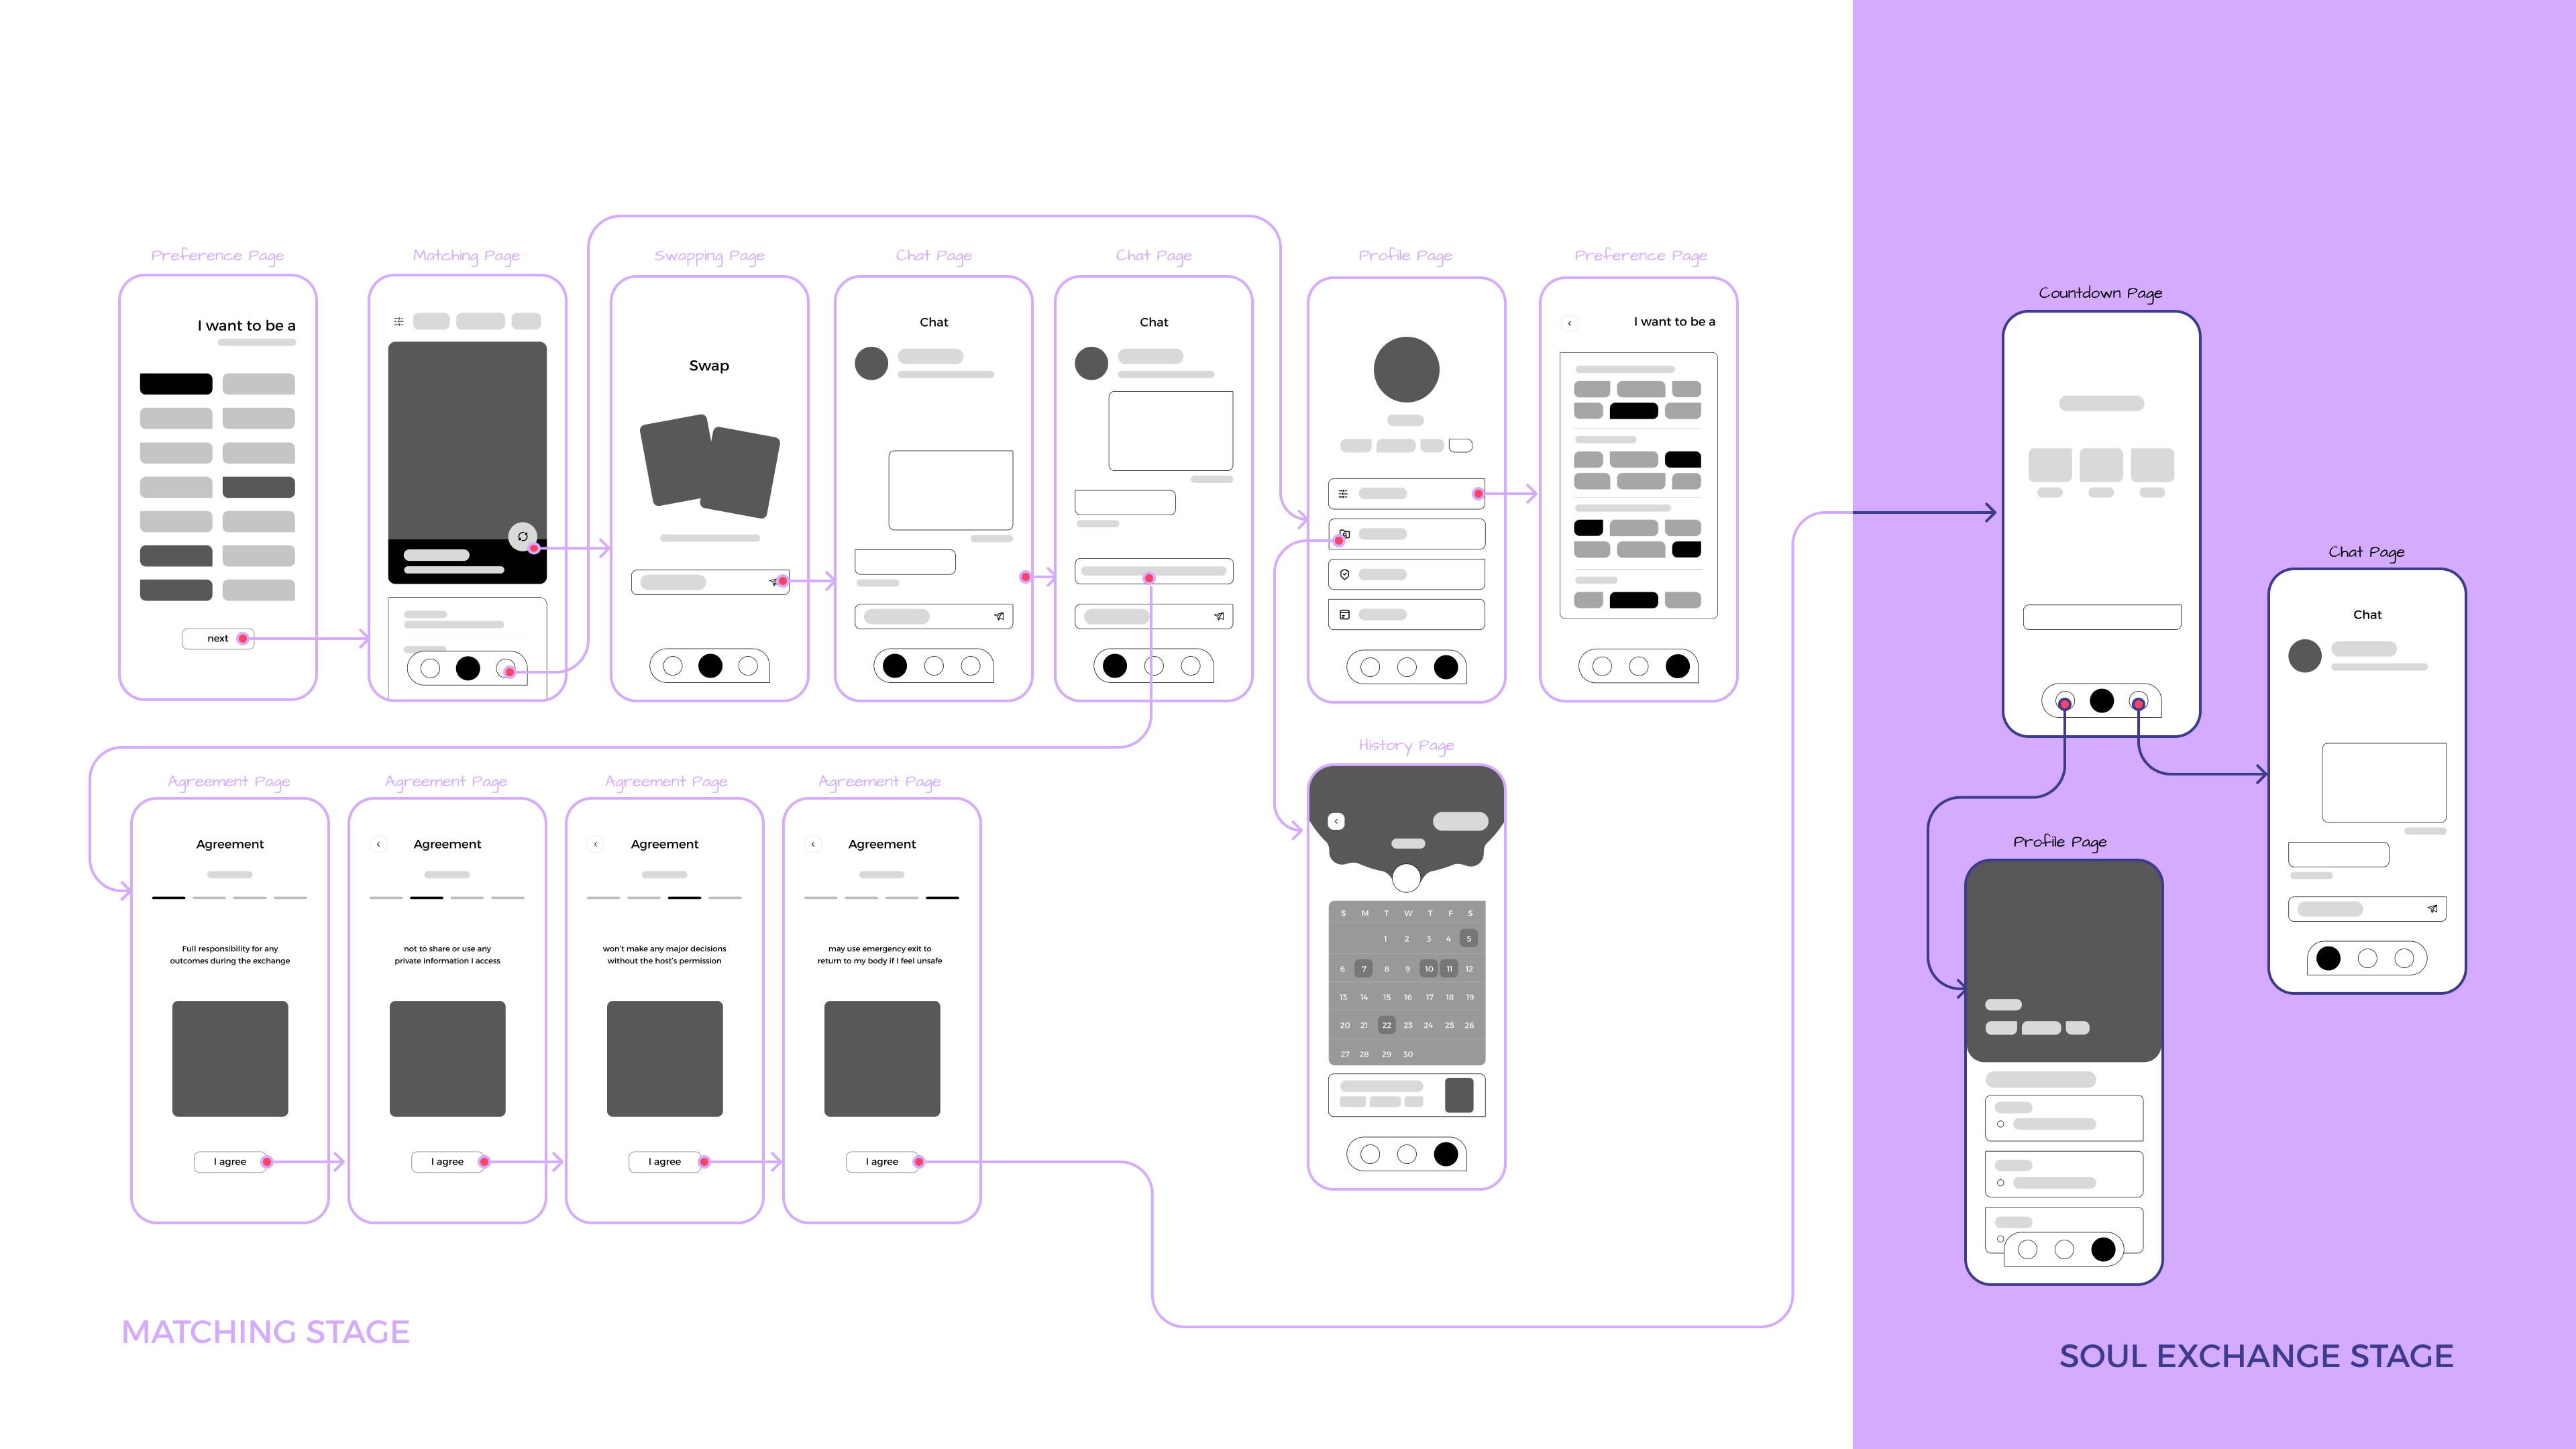 Preference Page
I want to be a
next
Matching Page
Swapping Page
Swap
Chat Page
Chat
Chat Page
Chat
Profile Page
Preference Page
I want to be a
Agreement Page
Agreement
Full responsibility for any
outcomes during the exchange
I agree
Agreement Page
Agreement
not to share or use any
private information I access
I agree
Agreement Page
Agreement
won't make any major decisions
without the host's permission
I agree
Agreement Page
Agreement
may use emergency exit to
return to my body if I feel unsafe
I agree
History Page
S M T W T F S
1 2 3 4 5
6 7 8 9 10 11 12
13 14 15 16 17 18 19
20 21 22 23 24 25 26
27 28 29 30
MATCHING STAGE
Countdown Page
Chat Page
Chat
Profile Page
SOUL EXCHANGE STAGE